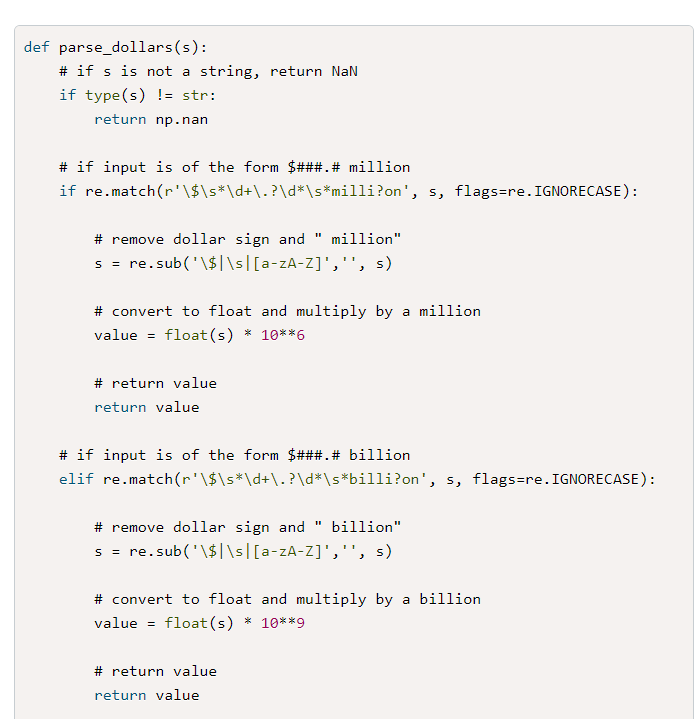 def parse_dollars(s):
    # if s is not a string, return NaN
    if type(s) != str:
        return np.nan

    # if input is of the form $###.# million
    if re.match(r'\$\s*\d+\.?\d*\s*milli?on', s, flags=re.IGNORECASE):

        # remove dollar sign and " million"
        s = re.sub('\$|\s|[a-zA-Z]','', s)

        # convert to float and multiply by a million
        value = float(s) * 10**6

        # return value
        return value

    # if input is of the form $###.# billion
    elif re.match(r'\$\s*\d+\.?\d*\s*billi?on', s, flags=re.IGNORECASE):

        # remove dollar sign and " billion"
        s = re.sub('\$|\s|[a-zA-Z]','', s)

        # convert to float and multiply by a billion
        value = float(s) * 10**9

        # return value
        return value